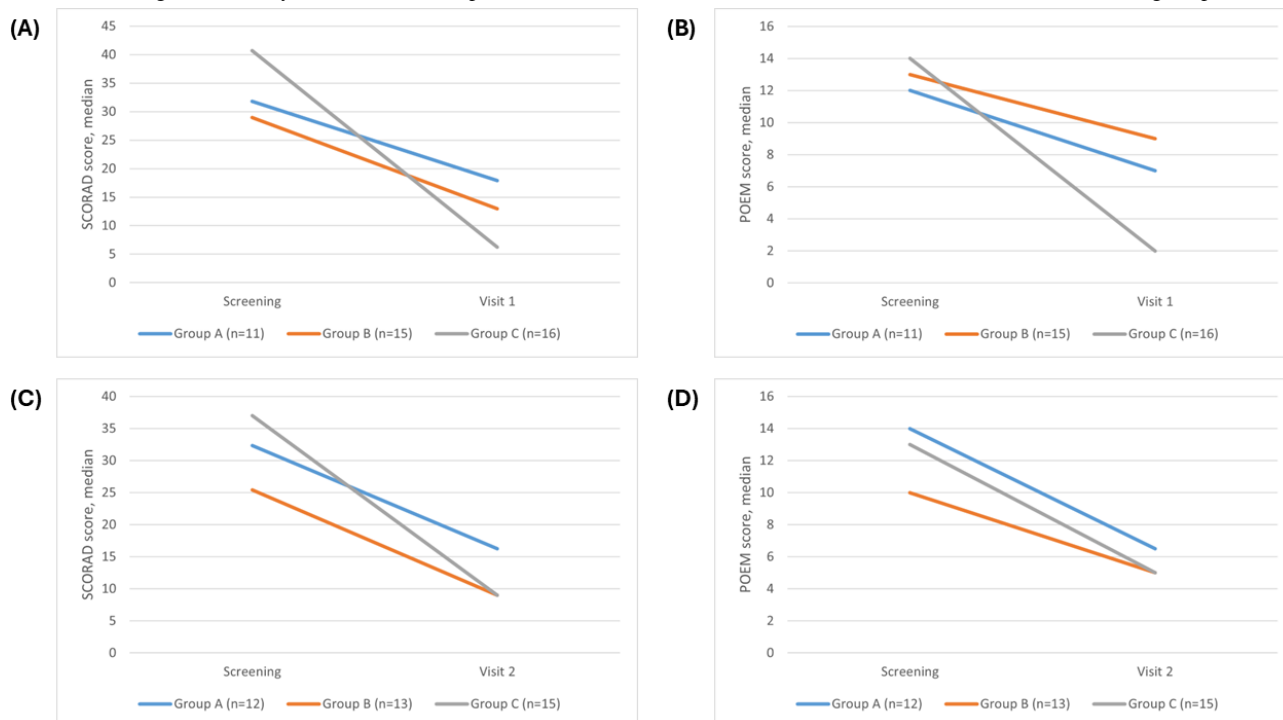 (A)
45
40
35
30
25
20
15
10
5
0
SCORAD score, median
Screening Visit 1
Group A (n=11) Group B (n=15) Group C (n=16)
(B)
16
14
12
10
8
6
4
2
0
POEM score, median
Screening Visit 1
Group A (n=11) Group B (n=15) Group C (n=16)
(C)
40
35
30
25
20
15
10
5
0
SCORAD score, median
Screening Visit 2
Group A (n=12) Group B (n=13) Group C (n=15)
(D)
16
14
12
10
8
6
4
2
0
POEM score, median
Screening Visit 2
Group A (n=12) Group B (n=13) Group C (n=15)